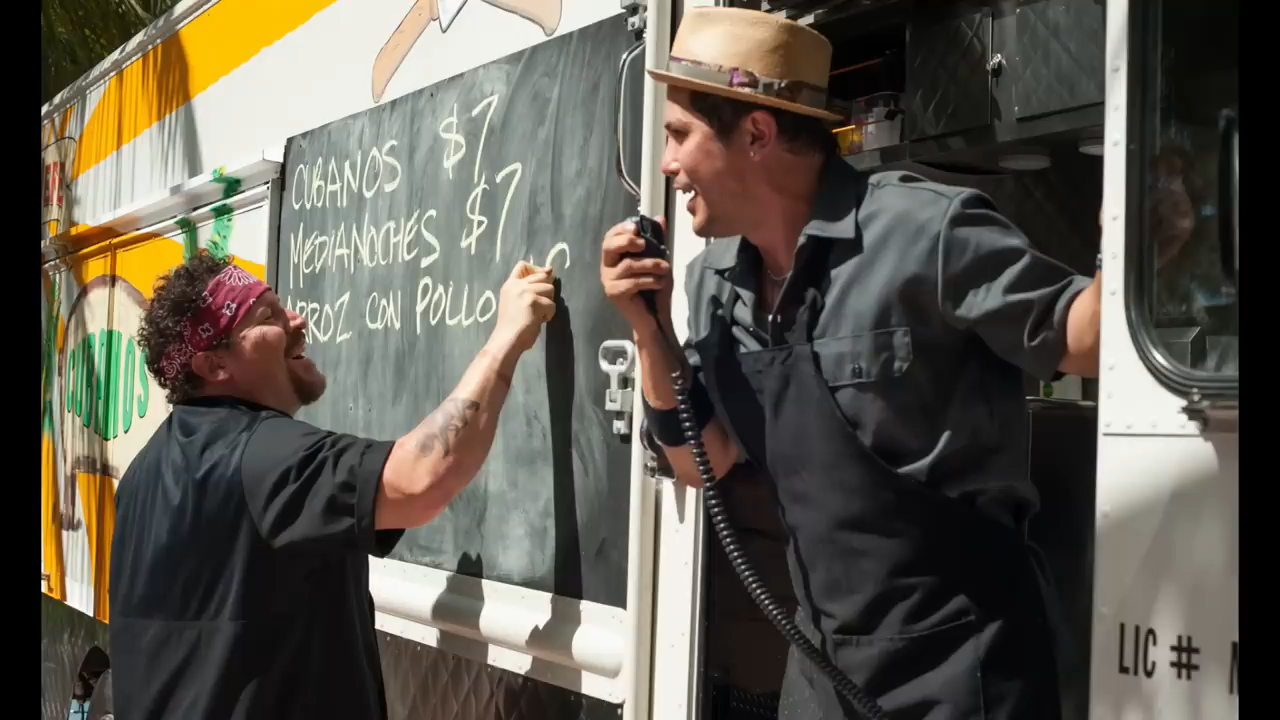 CUBANOS $7
MEDIANOCHES $7
ARROZ CON POLLO
CUBANOS
LIC #